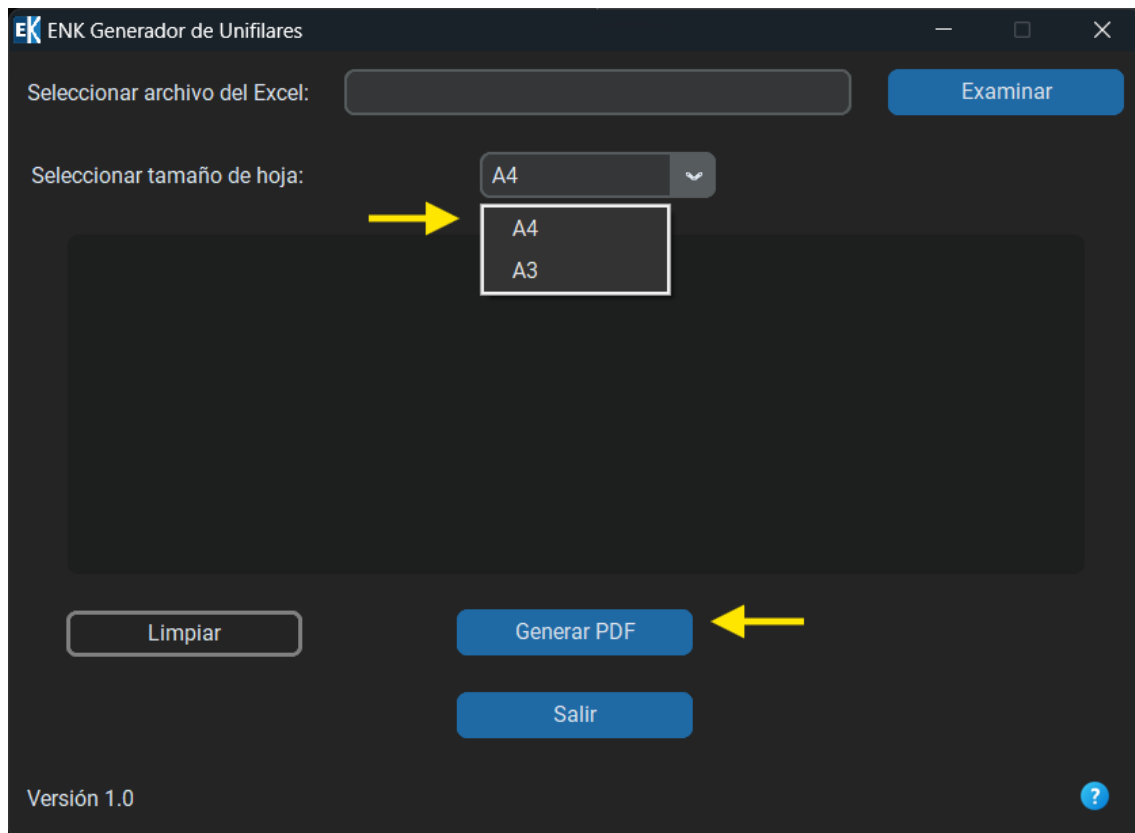 EK ENK Generador de Unifilares
Seleccionar archivo del Excel:
Examinar
Seleccionar tamaño de hoja:
A4
A4
A3
Limpiar
Generar PDF
Salir
Versión 1.0
?